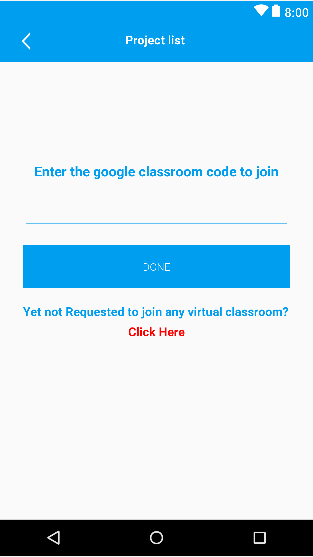 8:00
Project list
Enter the google classroom code to join
DONE
Yet not Requested to join any virtual classroom?
Click Here